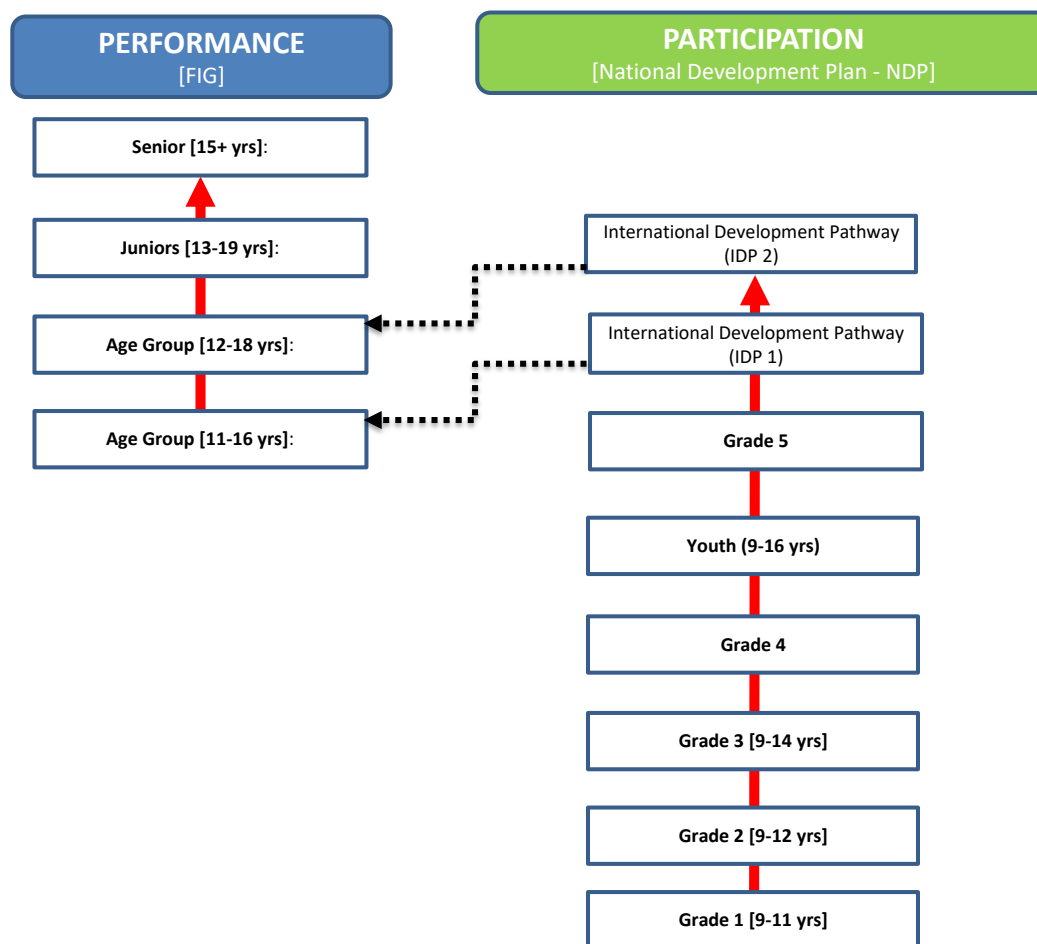 PERFORMANCE
[FIG]
PARTICIPATION
[National Development Plan - NDP]
Senior [15+ yrs]:
Juniors [13-19 yrs]:
Age Group [12-18 yrs]:
Age Group [11-16 yrs]:
International Development Pathway
(IDP 2)
International Development Pathway
(IDP 1)
Grade 5
Youth (9-16 yrs)
Grade 4
Grade 3 [9-14 yrs]
Grade 2 [9-12 yrs]
Grade 1 [9-11 yrs]